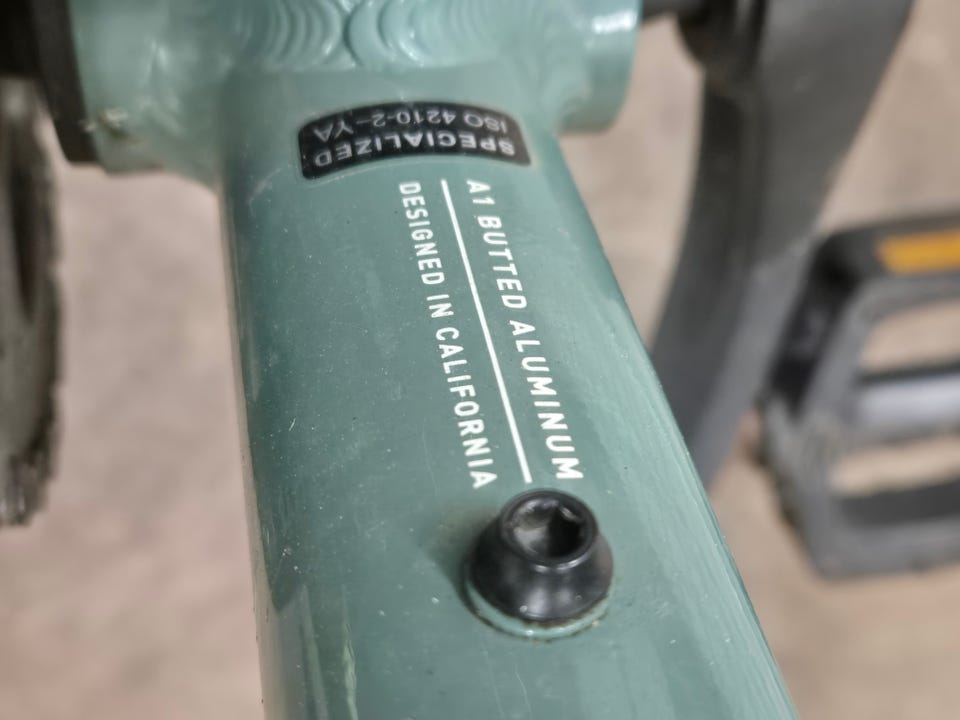 SPECIALIZED
ISO 4210-2-YA
A1 BUTTED ALUMINUM
DESIGNED IN CALIFORNIA